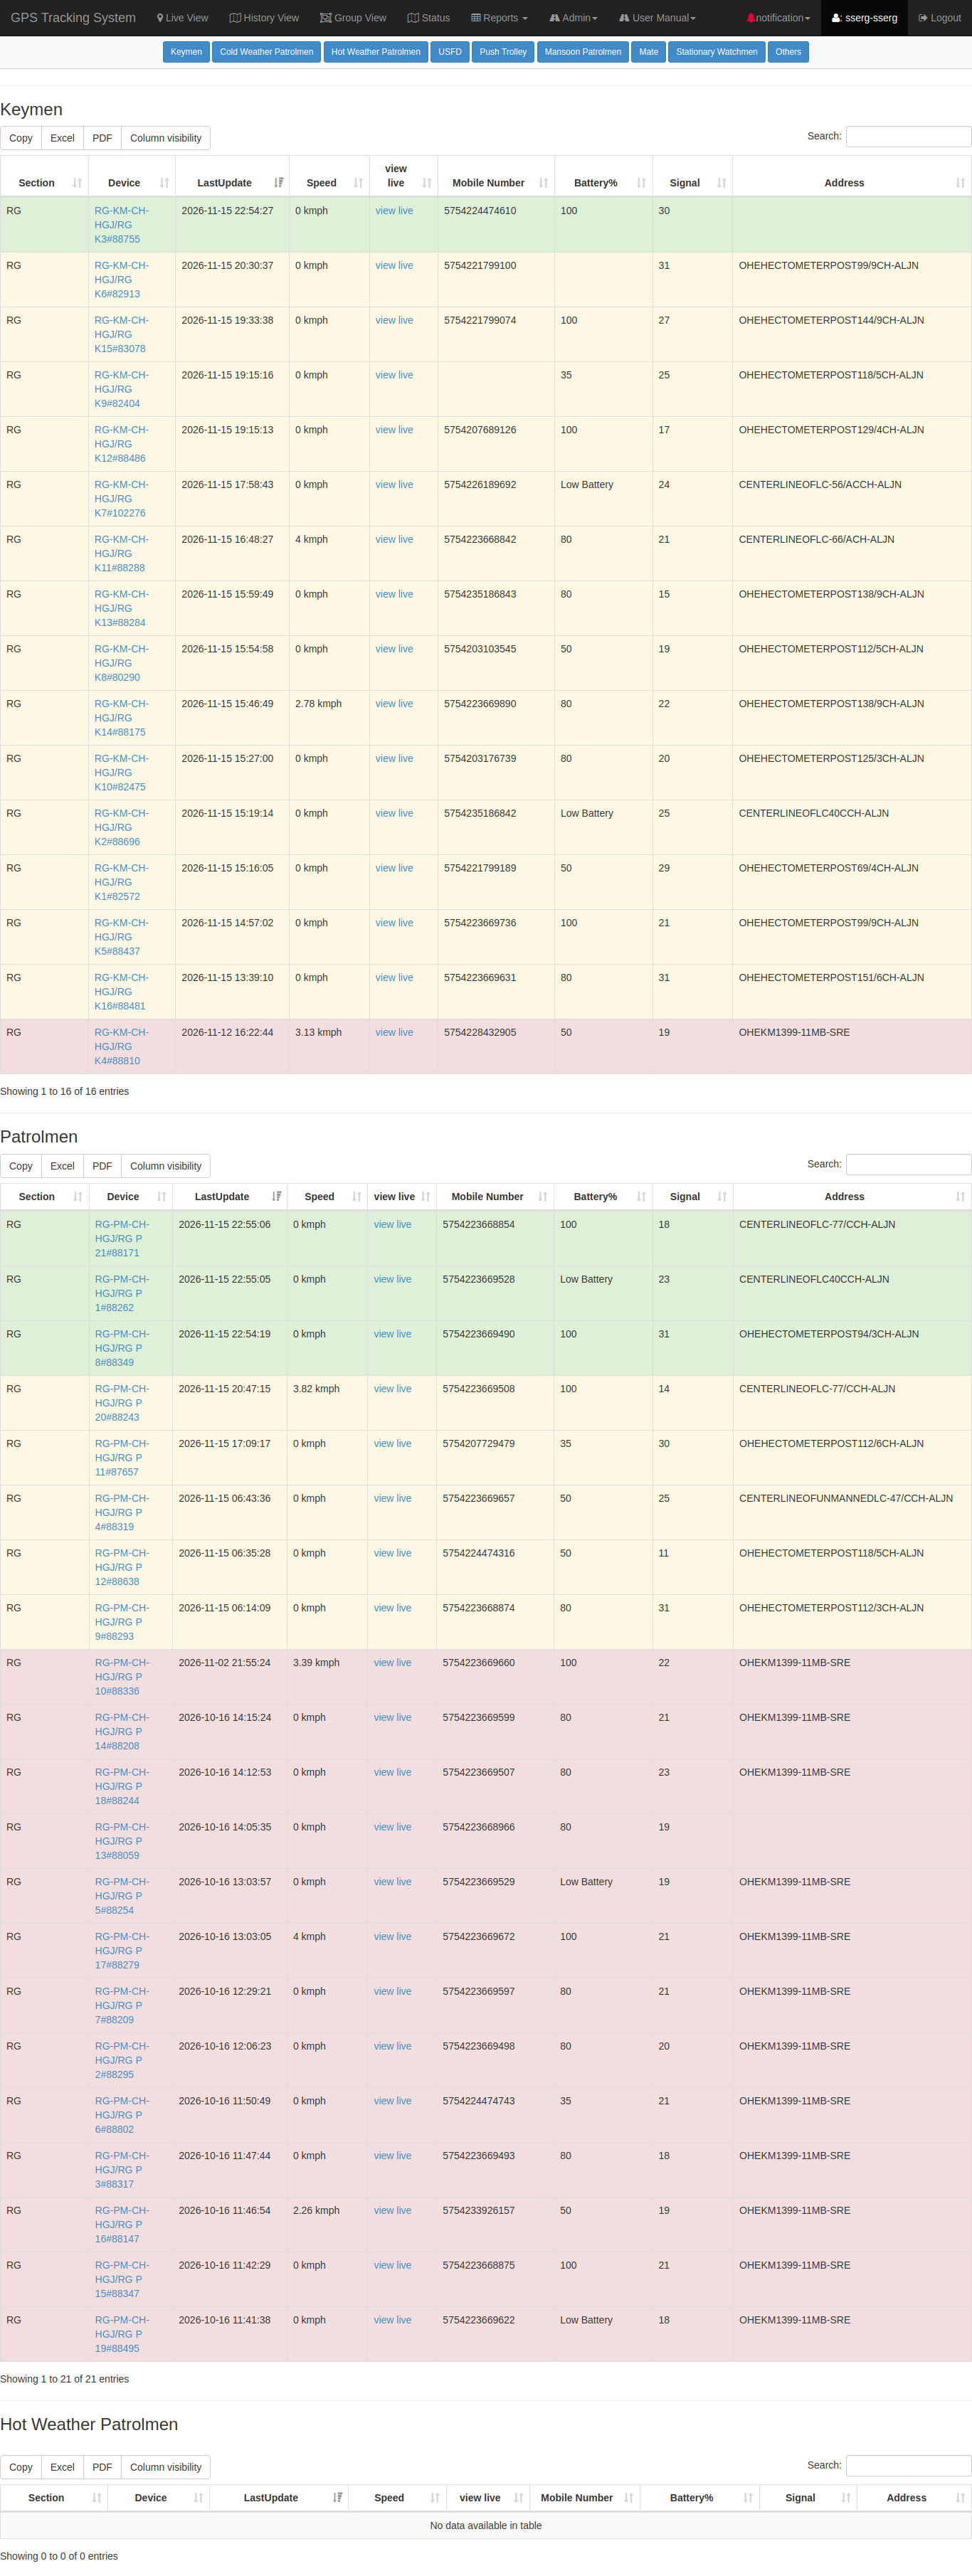 GPS Tracking System Live View History View Group View Status Reports Admin User Manual notification : sserg-sserg Logout
Keymen Cold Weather Patrolmen Hot Weather Patrolmen USFD Push Trolley Mansoon Patrolmen Mate Stationary Watchmen Others
Keymen
Copy Excel PDF Column visibility Search:
view
Section Device LastUpdate Speed live Mobile Number Battery% Signal Address
RG RG-KM-CH- 2026-11-15 22:54:27 0 kmph view live 5754224474610 100 30
HGJ/RG
K3#88755
RG RG-KM-CH- 2026-11-15 20:30:37 0 kmph view live 5754221799100 31 OHEHECTOMETERPOST99/9CH-ALJN
HGJ/RG
K6#82913
RG RG-KM-CH- 2026-11-15 19:33:38 0 kmph view live 5754221799074 100 27 OHEHECTOMETERPOST144/9CH-ALJN
HGJ/RG
K15#83078
RG RG-KM-CH- 2026-11-15 19:15:16 0 kmph view live 35 25 OHEHECTOMETERPOST118/5CH-ALJN
HGJ/RG
K9#82404
RG RG-KM-CH- 2026-11-15 19:15:13 0 kmph view live 5754207689126 100 17 OHEHECTOMETERPOST129/4CH-ALJN
HGJ/RG
K12#88486
RG RG-KM-CH- 2026-11-15 17:58:43 0 kmph view live 5754226189692 Low Battery 24 CENTERLINEOFLC-56/ACCH-ALJN
HGJ/RG
K7#102276
RG RG-KM-CH- 2026-11-15 16:48:27 4 kmph view live 5754223668842 80 21 CENTERLINEOFLC-66/ACH-ALJN
HGJ/RG
K11#88288
RG RG-KM-CH- 2026-11-15 15:59:49 0 kmph view live 5754235186843 80 15 OHEHECTOMETERPOST138/9CH-ALJN
HGJ/RG
K13#88284
RG RG-KM-CH- 2026-11-15 15:54:58 0 kmph view live 5754203103545 50 19 OHEHECTOMETERPOST112/5CH-ALJN
HGJ/RG
K8#80290
RG RG-KM-CH- 2026-11-15 15:46:49 2.78 kmph view live 5754223669890 80 22 OHEHECTOMETERPOST138/9CH-ALJN
HGJ/RG
K14#88175
RG RG-KM-CH- 2026-11-15 15:27:00 0 kmph view live 5754203176739 80 20 OHEHECTOMETERPOST125/3CH-ALJN
HGJ/RG
K10#82475
RG RG-KM-CH- 2026-11-15 15:19:14 0 kmph view live 5754235186842 Low Battery 25 CENTERLINEOFLC40CCH-ALJN
HGJ/RG
K2#88696
RG RG-KM-CH- 2026-11-15 15:16:05 0 kmph view live 5754221799189 50 29 OHEHECTOMETERPOST69/4CH-ALJN
HGJ/RG
K1#82572
RG RG-KM-CH- 2026-11-15 14:57:02 0 kmph view live 5754223669736 100 21 OHEHECTOMETERPOST99/9CH-ALJN
HGJ/RG
K5#88437
RG RG-KM-CH- 2026-11-15 13:39:10 0 kmph view live 5754223669631 80 31 OHEHECTOMETERPOST151/6CH-ALJN
HGJ/RG
K16#88481
RG RG-KM-CH- 2026-11-12 16:22:44 3.13 kmph view live 5754228432905 50 19 OHEKM1399-11MB-SRE
HGJ/RG
K4#88810
Showing 1 to 16 of 16 entries
Patrolmen
Copy Excel PDF Column visibility Search:
Section Device LastUpdate Speed view live Mobile Number Battery% Signal Address
RG RG-PM-CH- 2026-11-15 22:55:06 0 kmph view live 5754223668854 100 18 CENTERLINEOFLC-77/CCH-ALJN
HGJ/RG P
21#88171
RG RG-PM-CH- 2026-11-15 22:55:05 0 kmph view live 5754223669528 Low Battery 23 CENTERLINEOFLC40CCH-ALJN
HGJ/RG P
1#88262
RG RG-PM-CH- 2026-11-15 22:54:19 0 kmph view live 5754223669490 100 31 OHEHECTOMETERPOST94/3CH-ALJN
HGJ/RG P
8#88349
RG RG-PM-CH- 2026-11-15 20:47:15 3.82 kmph view live 5754223669508 100 14 CENTERLINEOFLC-77/CCH-ALJN
HGJ/RG P
20#88243
RG RG-PM-CH- 2026-11-15 17:09:17 0 kmph view live 5754207729479 35 30 OHEHECTOMETERPOST112/6CH-ALJN
HGJ/RG P
11#87657
RG RG-PM-CH- 2026-11-15 06:43:36 0 kmph view live 5754223669657 50 25 CENTERLINEOFUNMANNEDLC-47/CCH-ALJN
HGJ/RG P
4#88319
RG RG-PM-CH- 2026-11-15 06:35:28 0 kmph view live 5754224474316 50 11 OHEHECTOMETERPOST118/5CH-ALJN
HGJ/RG P
12#88638
RG RG-PM-CH- 2026-11-15 06:14:09 0 kmph view live 5754223668874 80 31 OHEHECTOMETERPOST112/3CH-ALJN
HGJ/RG P
9#88293
RG RG-PM-CH- 2026-11-02 21:55:24 3.39 kmph view live 5754223669660 100 22 OHEKM1399-11MB-SRE
HGJ/RG P
10#88336
RG RG-PM-CH- 2026-10-16 14:15:24 0 kmph view live 5754223669599 80 21 OHEKM1399-11MB-SRE
HGJ/RG P
14#88208
RG RG-PM-CH- 2026-10-16 14:12:53 0 kmph view live 5754223669507 80 23 OHEKM1399-11MB-SRE
HGJ/RG P
18#88244
RG RG-PM-CH- 2026-10-16 14:05:35 0 kmph view live 5754223668966 80 19
HGJ/RG P
13#88059
RG RG-PM-CH- 2026-10-16 13:03:57 0 kmph view live 5754223669529 Low Battery 19 OHEKM1399-11MB-SRE
HGJ/RG P
5#88254
RG RG-PM-CH- 2026-10-16 13:03:05 4 kmph view live 5754223669672 100 21 OHEKM1399-11MB-SRE
HGJ/RG P
17#88279
RG RG-PM-CH- 2026-10-16 12:29:21 0 kmph view live 5754223669597 80 21 OHEKM1399-11MB-SRE
HGJ/RG P
7#88209
RG RG-PM-CH- 2026-10-16 12:06:23 0 kmph view live 5754223669498 80 20 OHEKM1399-11MB-SRE
HGJ/RG P
2#88295
RG RG-PM-CH- 2026-10-16 11:50:49 0 kmph view live 5754224474743 35 21 OHEKM1399-11MB-SRE
HGJ/RG P
6#88802
RG RG-PM-CH- 2026-10-16 11:47:44 0 kmph view live 5754223669493 80 18 OHEKM1399-11MB-SRE
HGJ/RG P
3#88317
RG RG-PM-CH- 2026-10-16 11:46:54 2.26 kmph view live 5754233926157 50 19 OHEKM1399-11MB-SRE
HGJ/RG P
16#88147
RG RG-PM-CH- 2026-10-16 11:42:29 0 kmph view live 5754223668875 100 21 OHEKM1399-11MB-SRE
HGJ/RG P
15#88347
RG RG-PM-CH- 2026-10-16 11:41:38 0 kmph view live 5754223669622 Low Battery 18 OHEKM1399-11MB-SRE
HGJ/RG P
19#88495
Showing 1 to 21 of 21 entries
Hot Weather Patrolmen
Copy Excel PDF Column visibility Search:
Section Device LastUpdate Speed view live Mobile Number Battery% Signal Address
No data available in table
Showing 0 to 0 of 0 entries